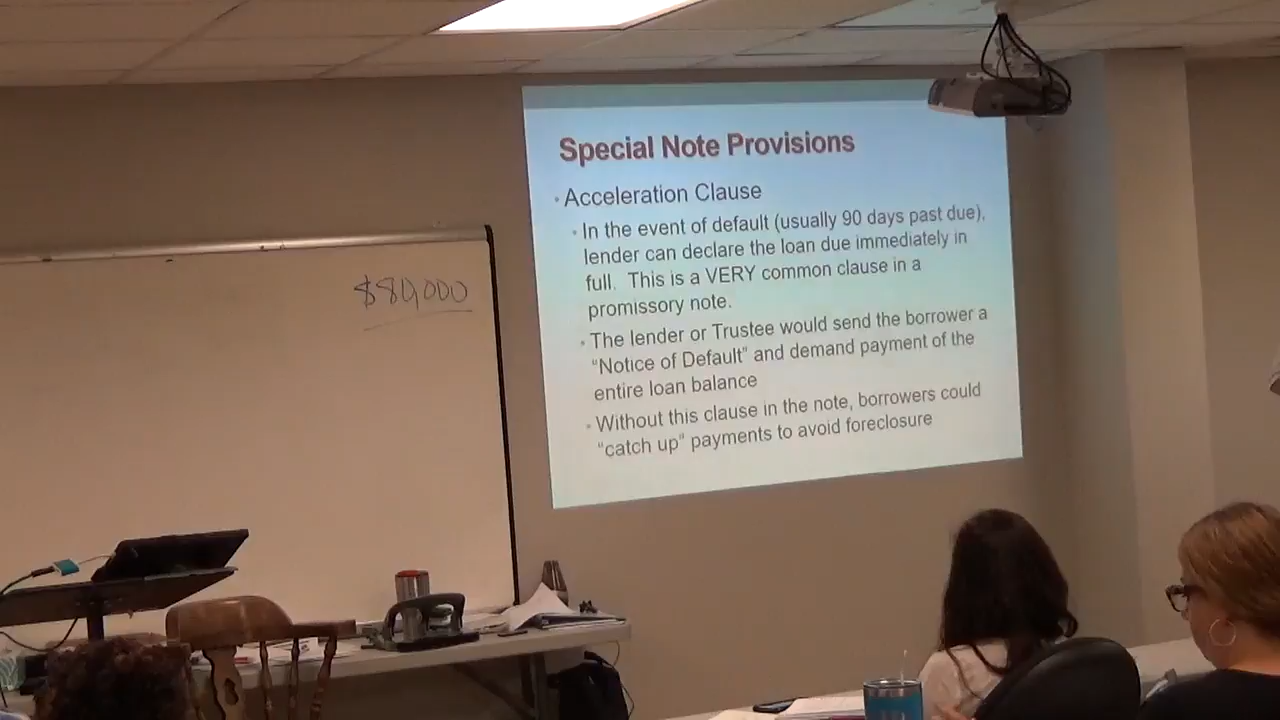 $80,000
Special Note Provisions
• Acceleration Clause
• In the event of default (usually 90 days past due),
lender can declare the loan due immediately in
full. This is a VERY common clause in a
promissory note.
• The lender or Trustee would send the borrower a
"Notice of Default" and demand payment of the
entire loan balance
• Without this clause in the note, borrowers could
"catch up" payments to avoid foreclosure